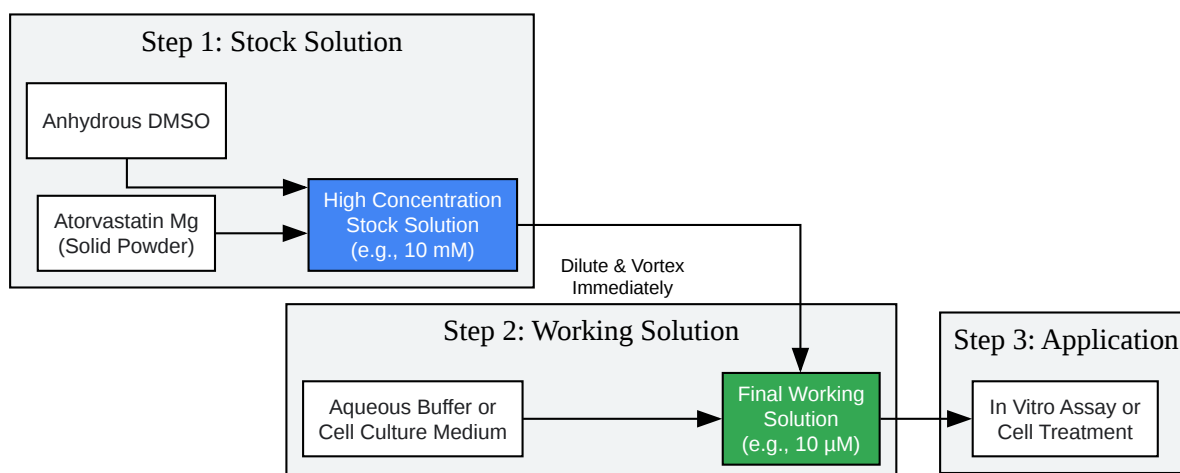 Step 1: Stock Solution
Anhydrous DMSO
Atorvastatin Mg
(Solid Powder)
High Concentration
Stock Solution
(e.g., 10 mM)
Dilute & Vortex
Immediately
Step 2: Working Solution
Aqueous Buffer or
Cell Culture Medium
Final Working
Solution
(e.g., 10 µM)
Step 3: Application
In Vitro Assay or
Cell Treatment